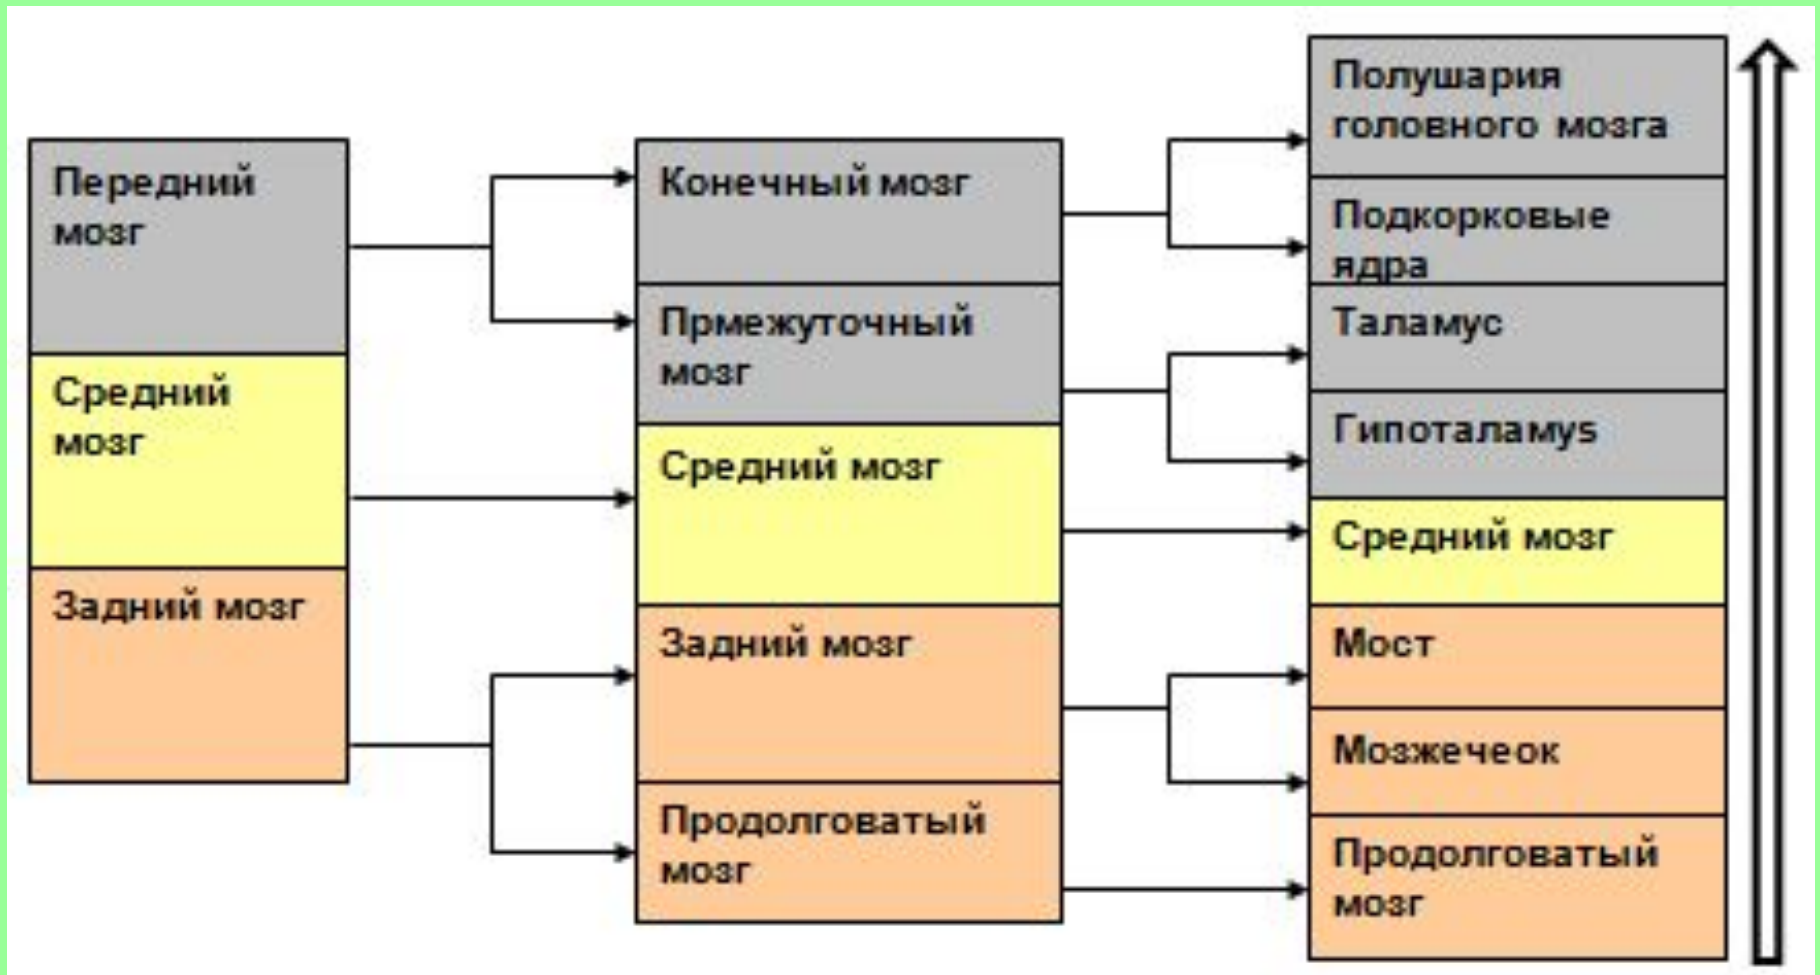 Передний
мозг
Средний
мозг
Задний мозг
Конечный мозг
Прмежуточный
мозг
Средний мозг
Задний мозг
Продолговатый
мозг
Полушария
головного мозга
Подкорковые
ядра
Таламус
Гипоталамуs
Средний мозг
Мост
Мозжечеок
Продолговатый
мозг